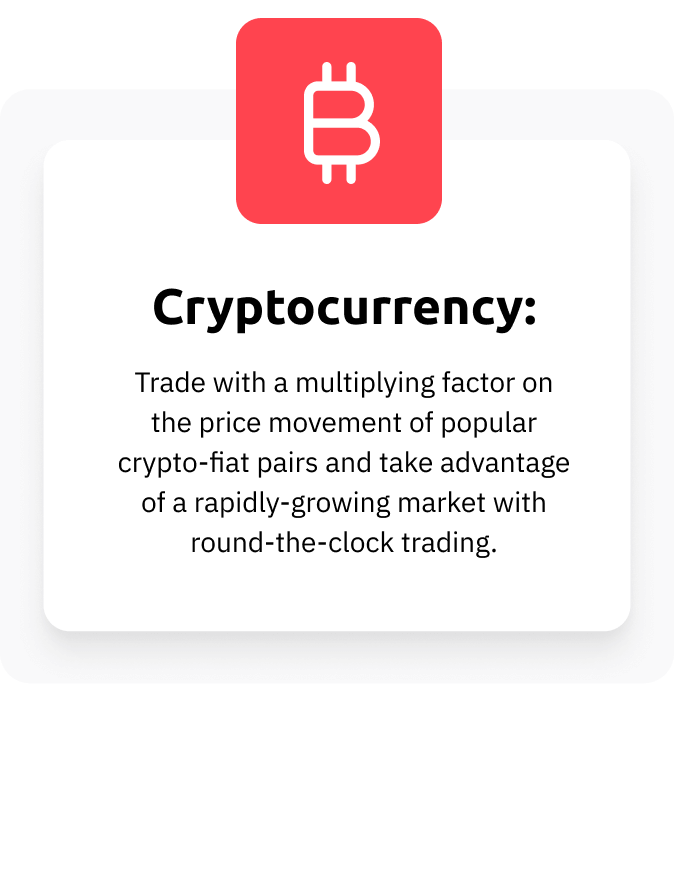 Cryptocurrency:
Trade with a multiplying factor on
the price movement of popular
crypto-fiat pairs and take advantage
of a rapidly-growing market with
round-the-clock trading.